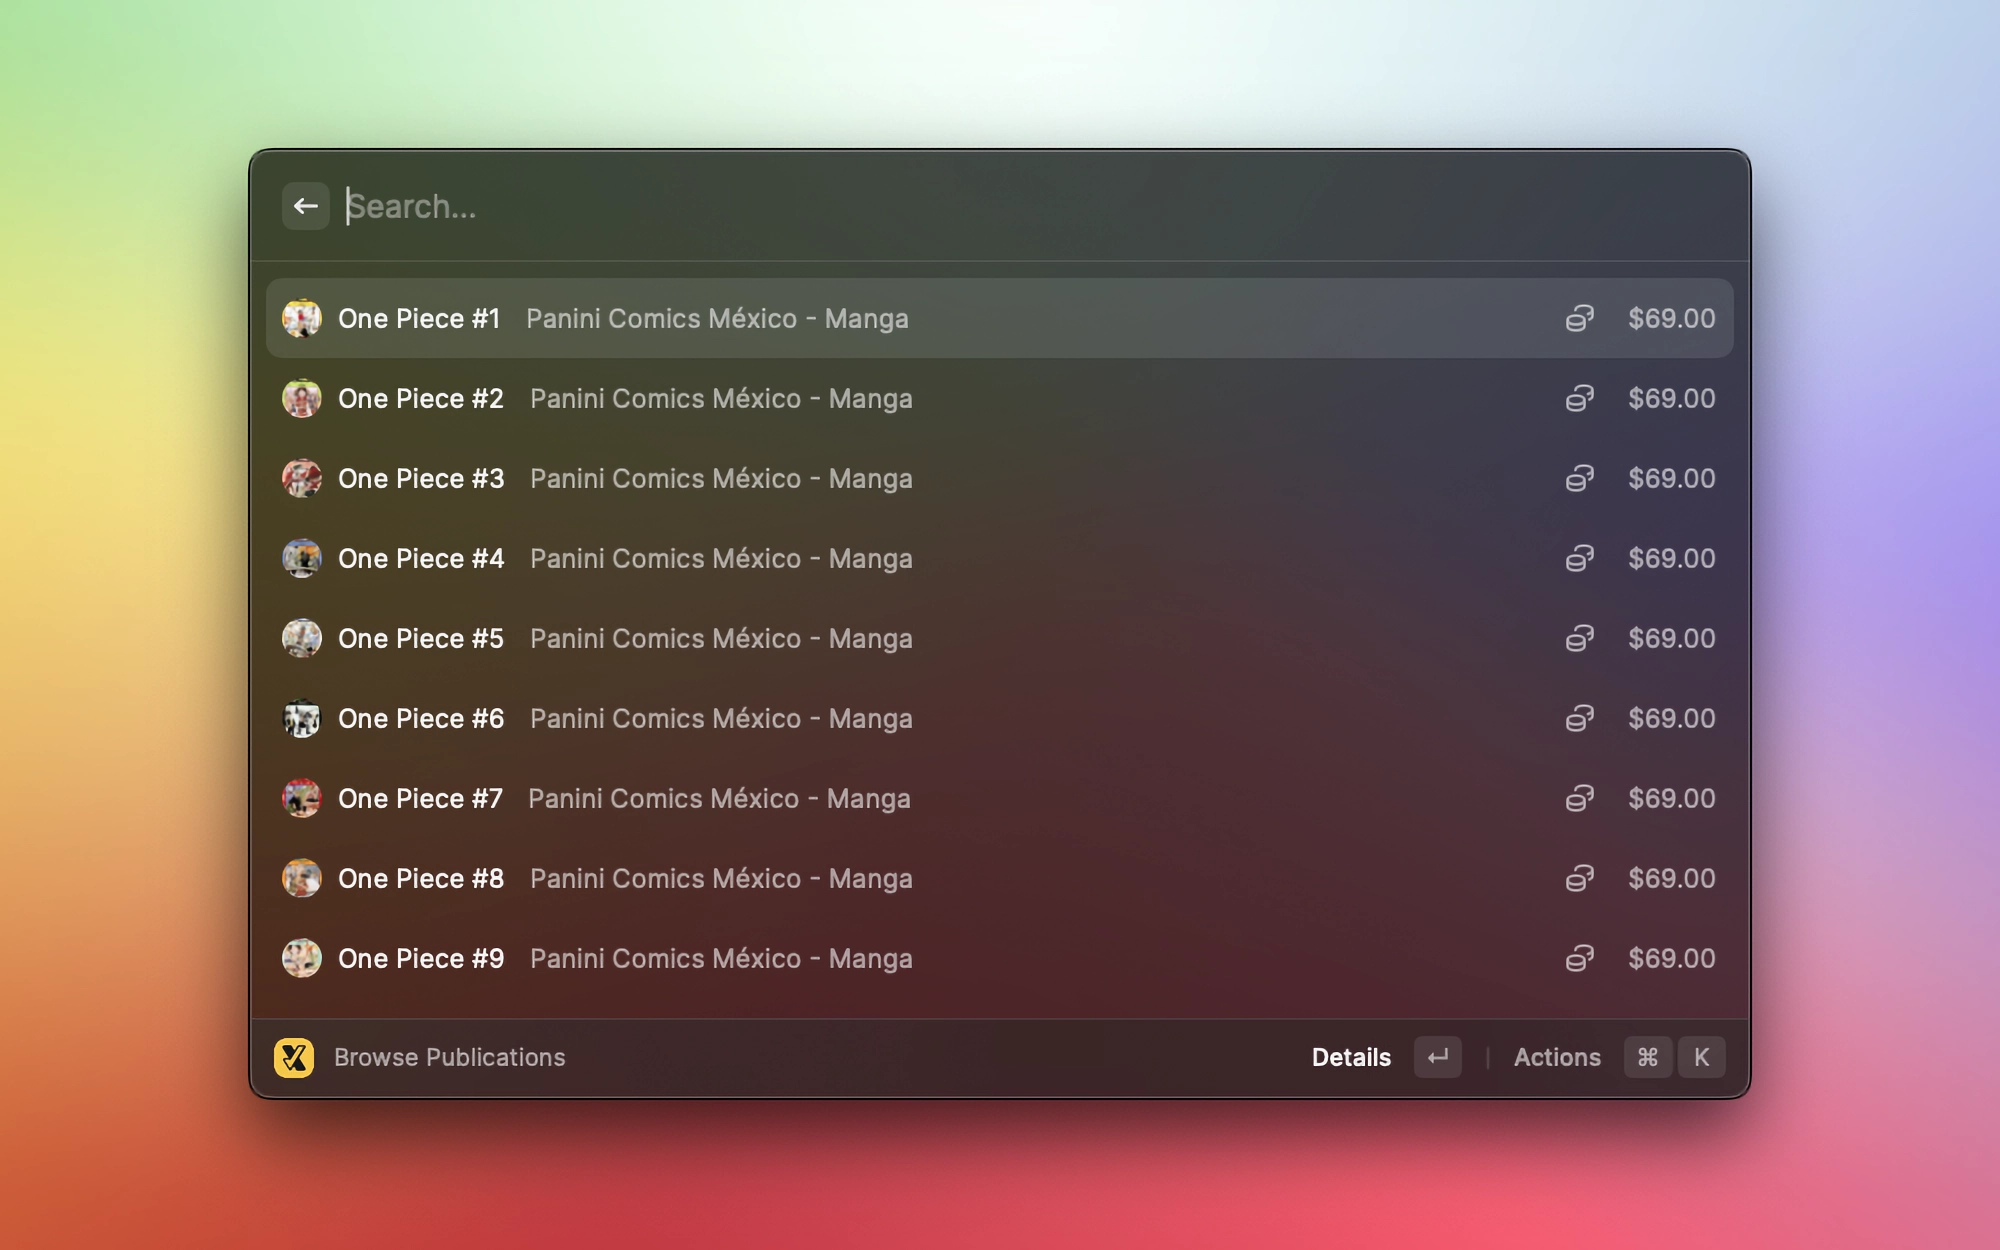 Search...
One Piece #1 Panini Comics México - Manga $69.00
One Piece #2 Panini Comics México - Manga $69.00
One Piece #3 Panini Comics México - Manga $69.00
One Piece #4 Panini Comics México - Manga $69.00
One Piece #5 Panini Comics México - Manga $69.00
One Piece #6 Panini Comics México - Manga $69.00
One Piece #7 Panini Comics México - Manga $69.00
One Piece #8 Panini Comics México - Manga $69.00
One Piece #9 Panini Comics México - Manga $69.00
Browse Publications Details ↵ Actions ⌘ K